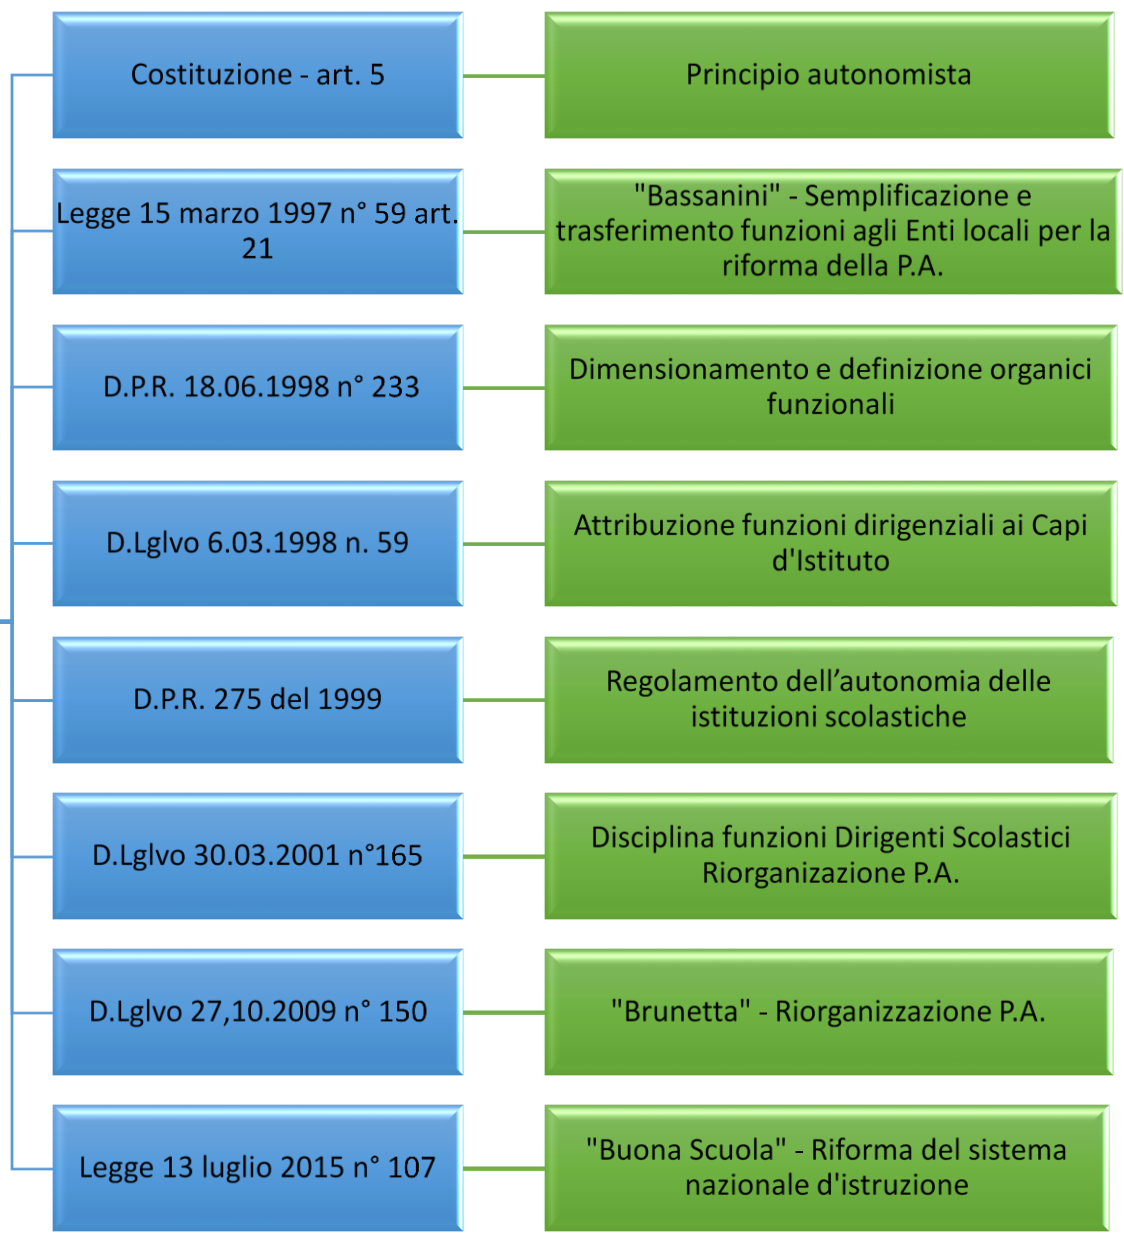 Costituzione - art. 5
Principio autonomista
Legge 15 marzo 1997 n° 59 art.
21
"Bassanini" - Semplificazione e
trasferimento funzioni agli Enti locali per la
riforma della P.A.
D.P.R. 18.06.1998 n° 233
Dimensionamento e definizione organici
funzionali
D.Lglvo 6.03.1998 n. 59
Attribuzione funzioni dirigenziali ai Capi
d'Istituto
D.P.R. 275 del 1999
Regolamento dell’autonomia delle
istituzioni scolastiche
D.Lglvo 30.03.2001 n°165
Disciplina funzioni Dirigenti Scolastici
Riorganizazione P.A.
D.Lglvo 27,10.2009 n° 150
"Brunetta" - Riorganizzazione P.A.
Legge 13 luglio 2015 n° 107
"Buona Scuola" - Riforma del sistema
nazionale d'istruzione